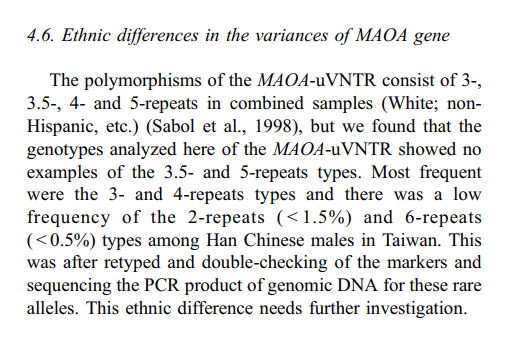 4.6. Ethnic differences in the variances of MAOA gene
The polymorphisms of the MAOA-uVNTR consist of 3-,
3.5-, 4- and 5-repeats in combined samples (White; non-
Hispanic, etc.) (Sabol et al., 1998), but we found that the
genotypes analyzed here of the MAOA-uVNTR showed no
examples of the 3.5- and 5-repeats types. Most frequent
were the 3- and 4-repeats types and there was a low
frequency of the 2-repeats (<1.5%) and 6-repeats
(<0.5%) types among Han Chinese males in Taiwan. This
was after retyped and double-checking of the markers and
sequencing the PCR product of genomic DNA for these rare
alleles. This ethnic difference needs further investigation.